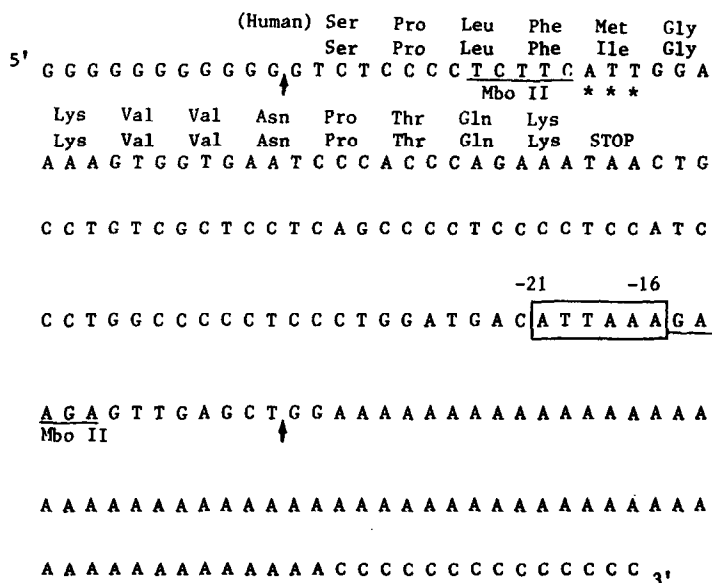 (Human) Ser Pro Leu Phe Met Gly
Ser Pro Leu Phe Ile Gly
5' G G G G G G G G G G G G T C T C C C C T C T T C A T T G G A
Mbo II * * *
Lys Val Val Asn Pro Thr Gln Lys
Lys Val Val Asn Pro Thr Gln Lys STOP
A A A G T G G T G A A T C C C A C C C A G A A A T A A C T G
C C T G T C G C T C C T C A G C C C C T C C C C T C C A T C
-21 -16
C C T G G C C C C C T C C C T G G A T G A C A T T A A A G A
A G A G T T G A G C T G G A A A A A A A A A A A A A A A A A
Mbo II
A A A A A A A A A A A A A A A A A A A A A A A A A A A A A A
A A A A A A A A A A A A A C C C C C C C C C C C C C C 3'